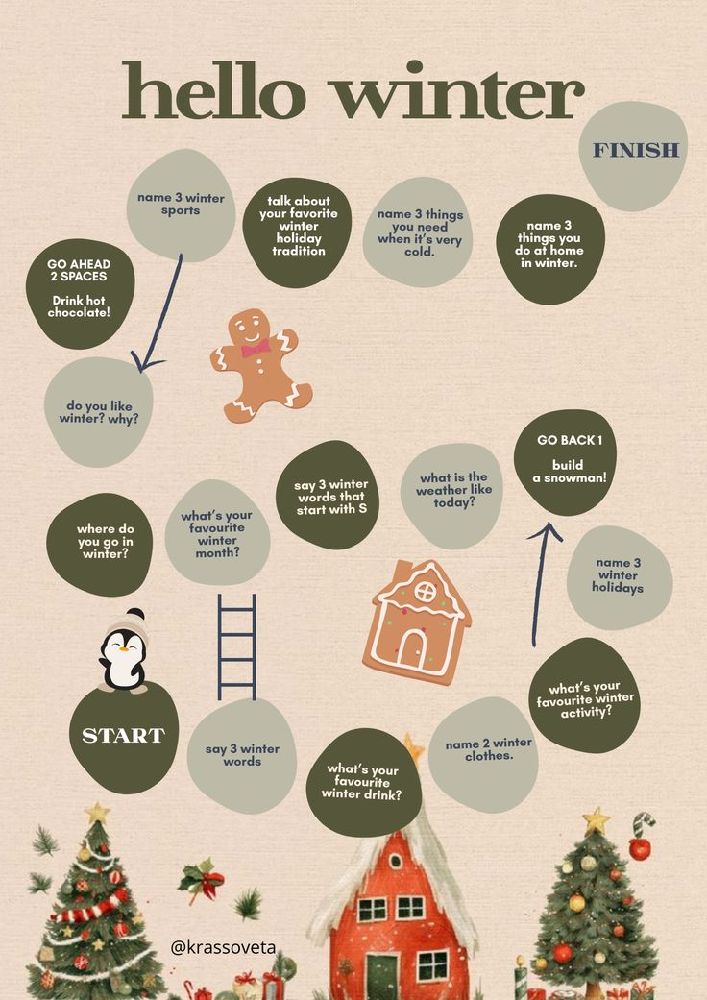 hello winter
FINISH
name 3 winter
sports
talk about
your favorite
winter
holiday
tradition
name 3 things
you need
when it's very
cold.
name 3
things you
do at home
in winter.
GO AHEAD
2 SPACES
Drink hot
chocolate!
do you like
winter? why?
where do
you go in
winter?
what's your
favourite
winter
month?
say 3 winter
words that
start with S
what is the
weather like
today?
GO BACK 1
build
a snowman!
name 3
winter
holidays
what's your
favourite winter
activity?
name 2 winter
clothes.
what's your
favourite
winter drink?
say 3 winter
words
START
@krassoveta